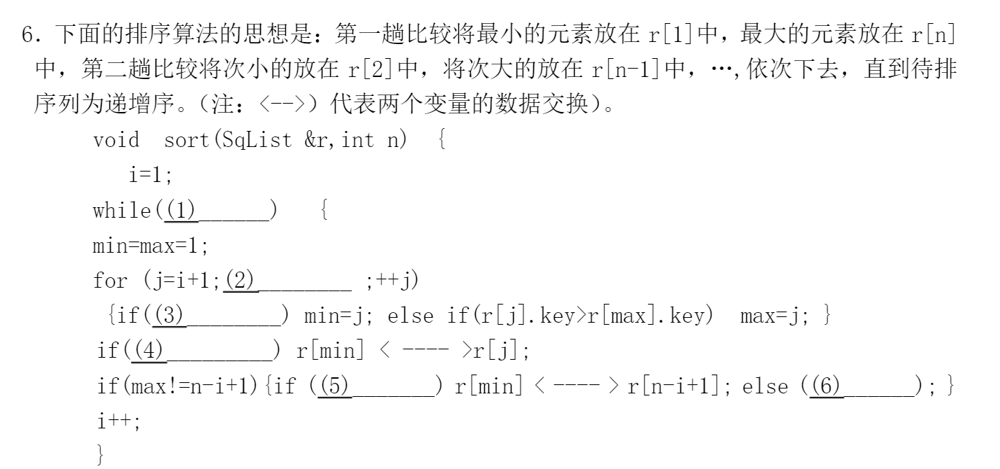 6. 下面的排序算法的思想是：第一趟比较将最小的元素放在 r[1]中，最大的元素放在 r[n]
中，第二趟比较将次小的放在 r[2]中，将次大的放在 r[n-1]中，…,依次下去，直到待排
序列为递增序。（注：<-->）代表两个变量的数据交换）。
void sort(SqList &r,int n) {
i=1;
while((1)______) {
min=max=1;
for (j=i+1;(2)________ ;++j)
{if((3)________) min=j; else if(r[j].key>r[max].key) max=j; }
if((4)_________) r[min] < ---- >r[j];
if(max!=n-i+1){if ((5)_______) r[min] < ---- > r[n-i+1]; else ((6)______); }
i++;
}